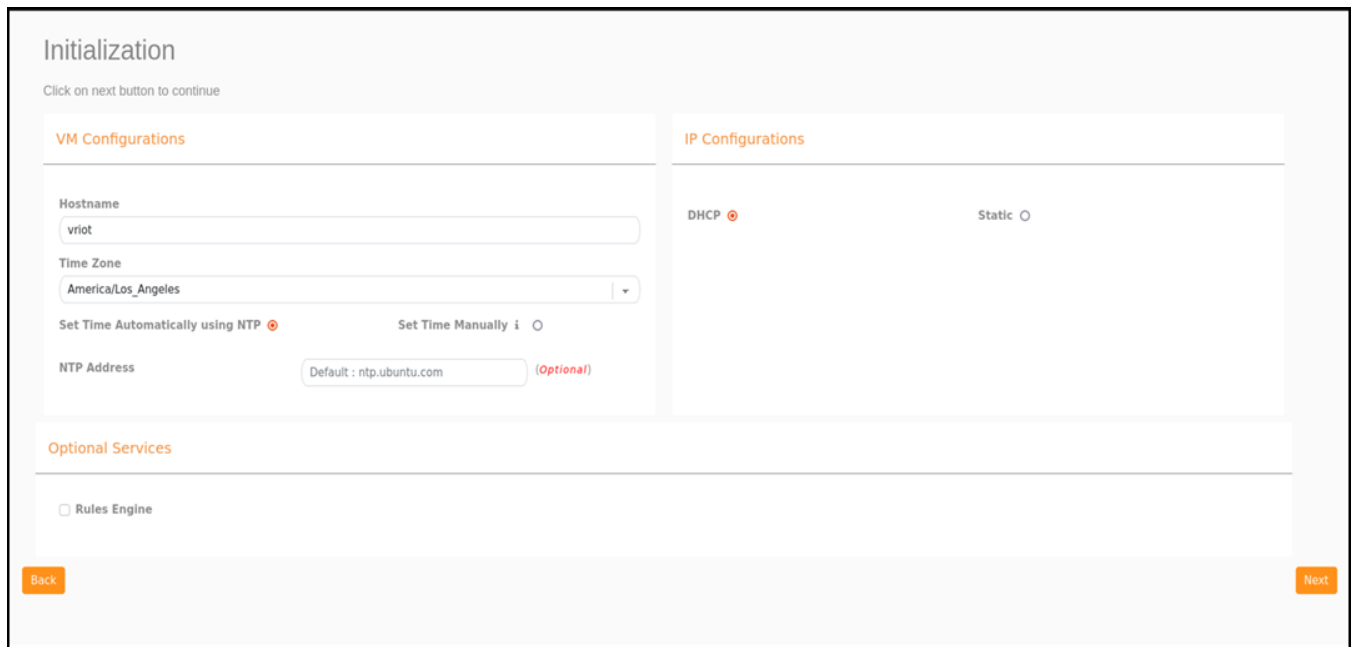 Initialization
Click on next button to continue
VM Configurations
Hostname
vriot
Time Zone
America/Los_Angeles
Set Time Automatically using NTP
Set Time Manually i
NTP Address
Default : ntp.ubuntu.com
(Optional)
IP Configurations
DHCP
Static
Optional Services
Rules Engine
Back
Next